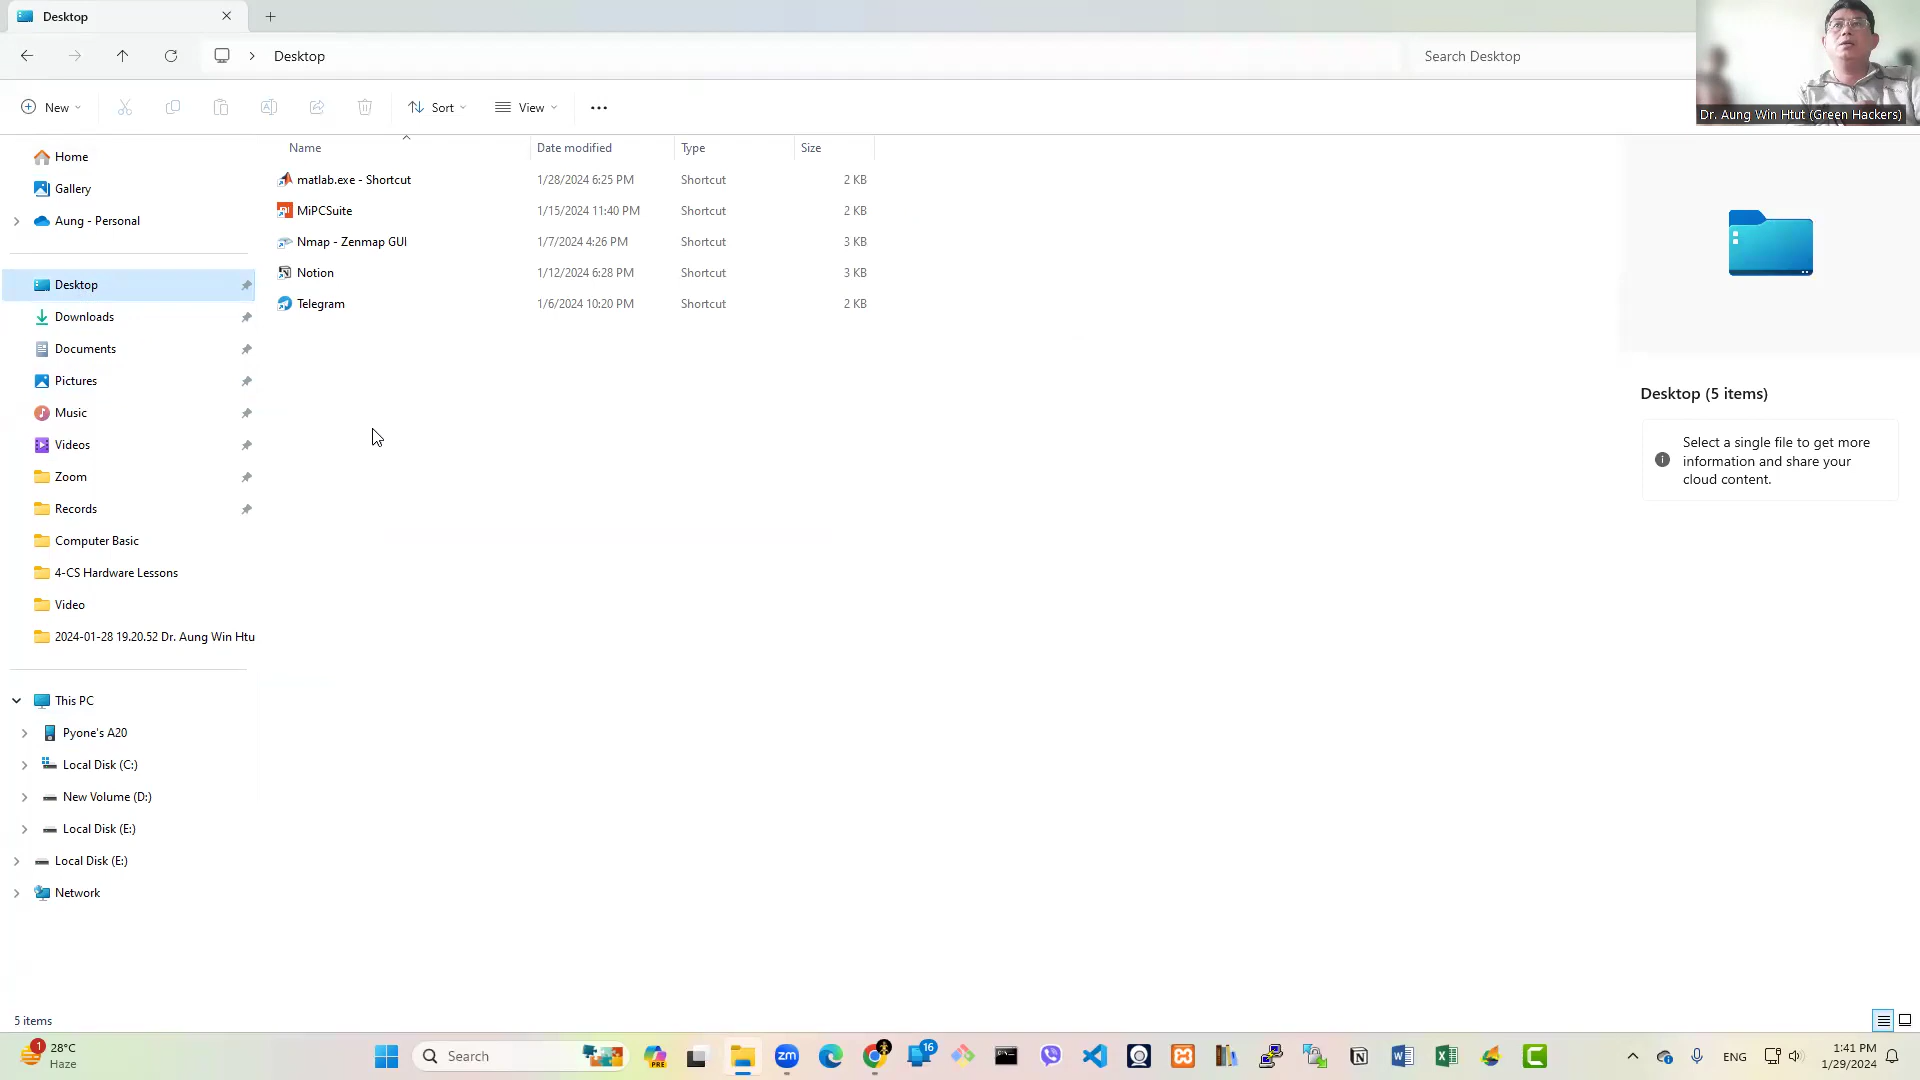 Desktop
Desktop
Search Desktop
Dr. Aung Win Htut (Green Hackers)
New
Sort
View
Name
Date modified
Type
Size
matlab.exe - Shortcut
1/28/2024 6:25 PM
Shortcut
2 KB
MiPCSuite
1/15/2024 11:40 PM
Shortcut
2 KB
Nmap - Zenmap GUI
1/7/2024 4:26 PM
Shortcut
3 KB
Notion
1/12/2024 6:28 PM
Shortcut
3 KB
Telegram
1/6/2024 10:20 PM
Shortcut
2 KB
Home
Gallery
Aung - Personal
Desktop
Downloads
Documents
Pictures
Music
Videos
Zoom
Records
Computer Basic
4-CS Hardware Lessons
Video
2024-01-28 19.20.52 Dr. Aung Win Htu
This PC
Pyone's A20
Local Disk (C:)
New Volume (D:)
Local Disk (E:)
Local Disk (E:)
Network
Desktop (5 items)
Select a single file to get more
information and share your
cloud content.
5 items
1
28°C
Haze
Search
PRE
zm
16
ENG
1:41 PM
1/29/2024